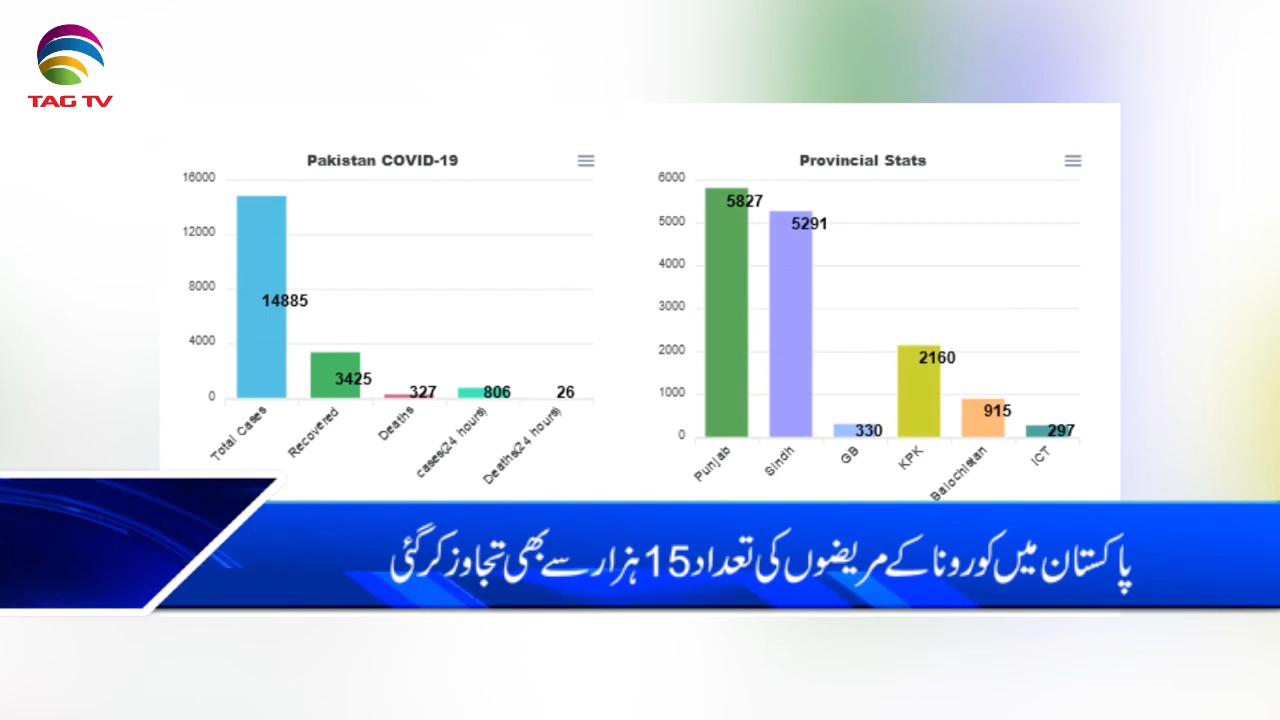 TAG TV
Pakistan COVID-19
16000
12000
8000
4000
0
14885
3425
327
806
26
Total Cases
Recovered
Deaths
cases(24 hours)
Deaths(24 hours)
Provincial Stats
6000
5000
4000
3000
2000
1000
0
5827
5291
330
2160
915
297
Punjab
Sindh
GB
KPK
Balochistan
ICT
پاکستان میں کورونا کے مریضوں کی تعداد 15 ہزار سے بھی تجاوز کر گئی